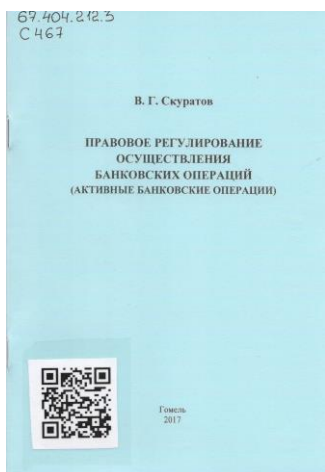 67.404.212.3
С 467
В. Г. Скуратов
ПРАВОВОЕ РЕГУЛИРОВАНИЕ
ОСУЩЕСТВЛЕНИЯ
БАНКОВСКИХ ОПЕРАЦИЙ
(АКТИВНЫЕ БАНКОВСКИЕ ОПЕРАЦИИ)
Гомель
2017